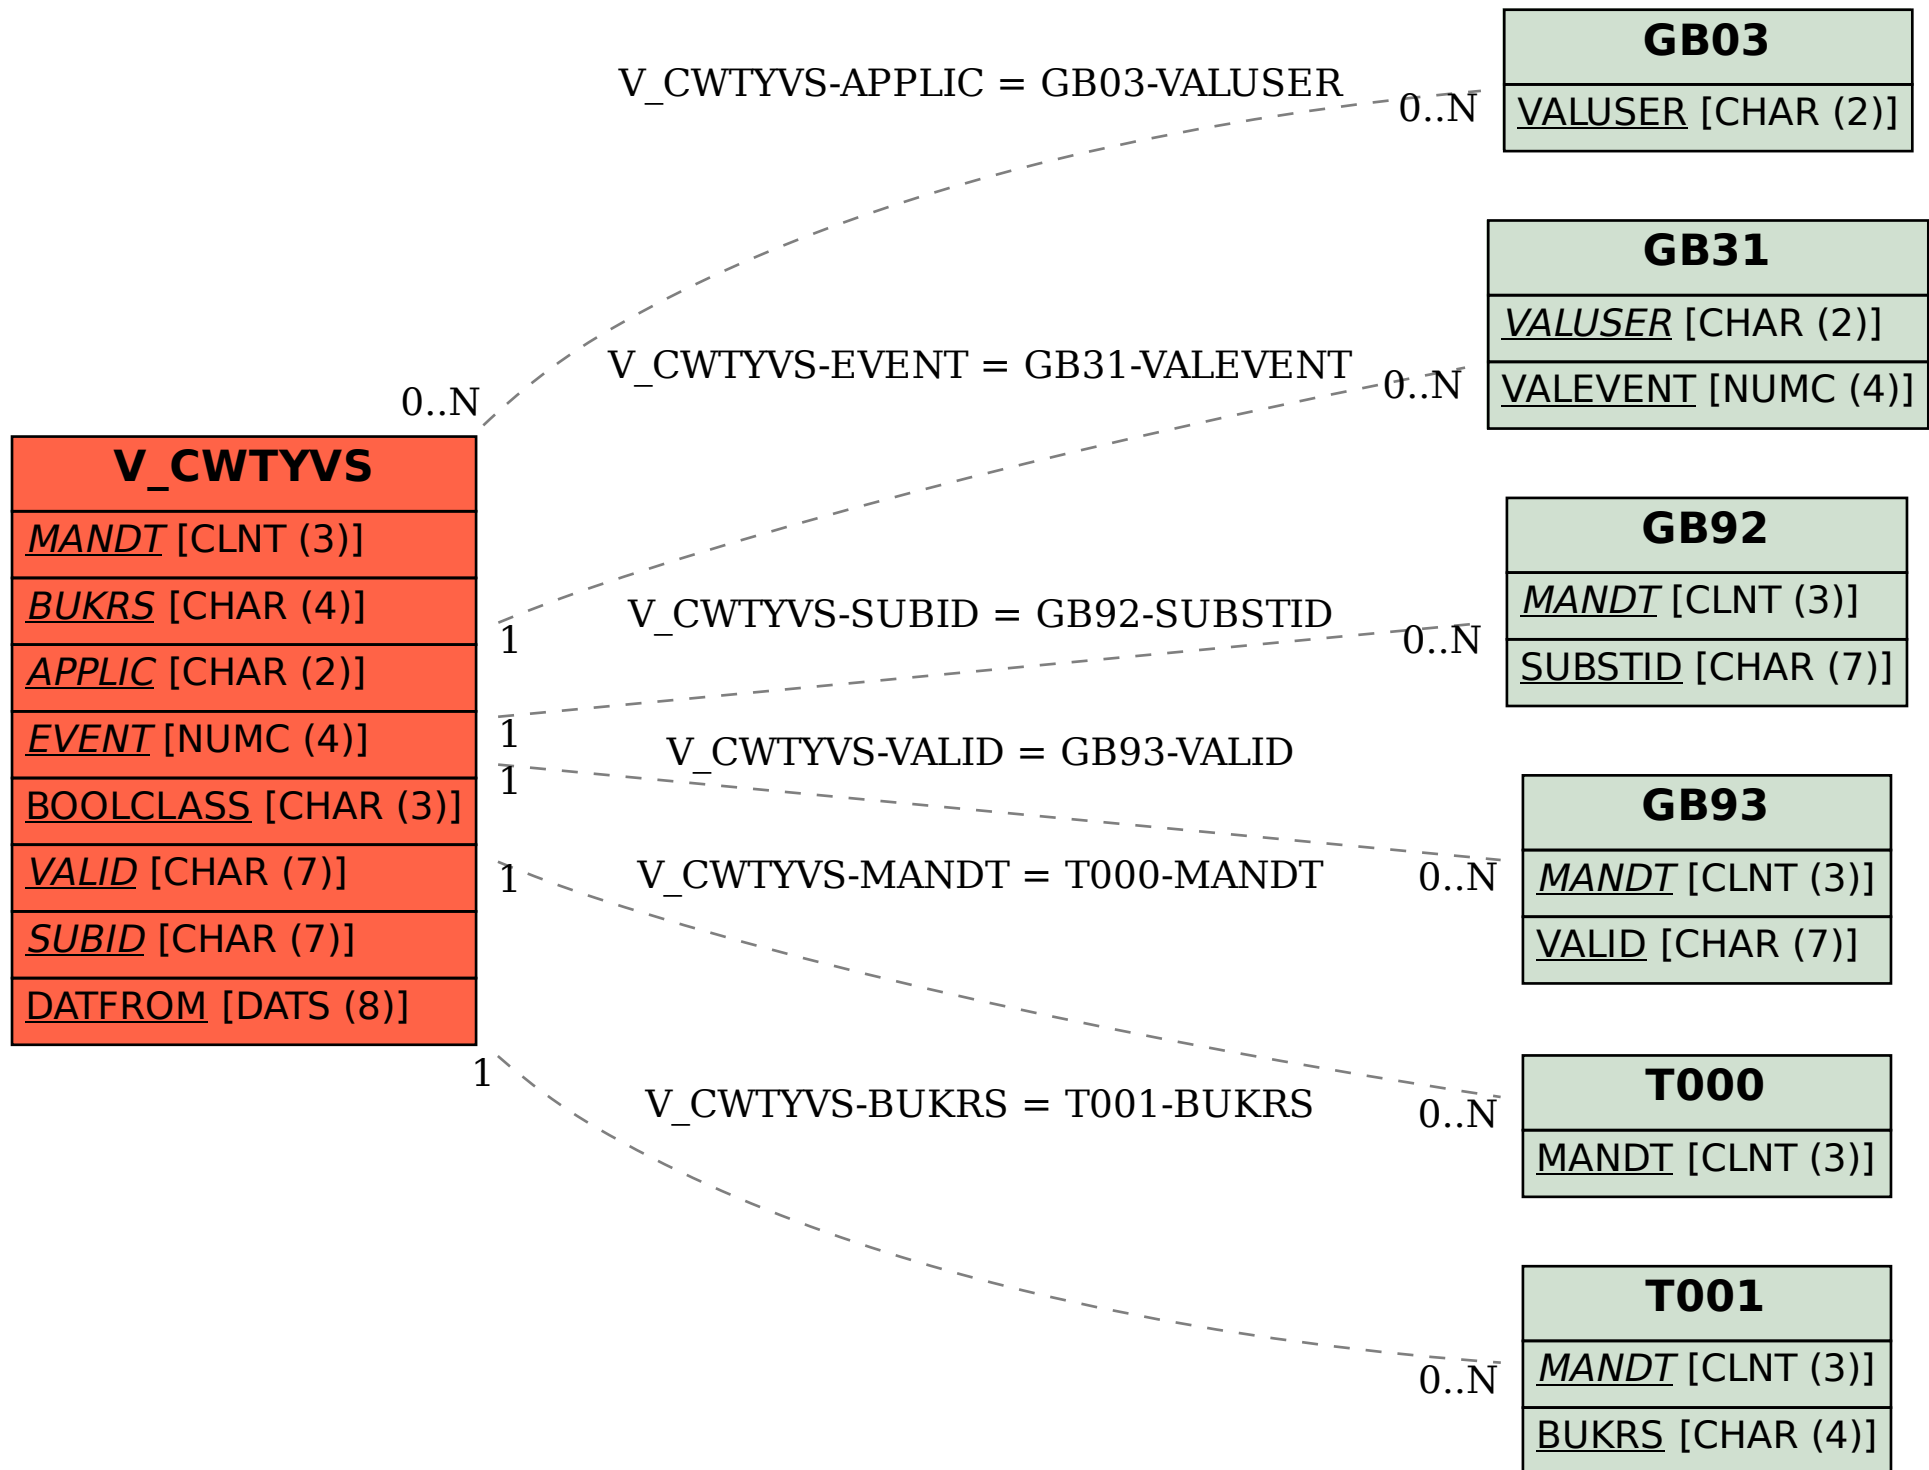 V_CWTYVS
MANDT [CLNT (3)]
BUKRS [CHAR (4)]
APPLIC [CHAR (2)]
EVENT [NUMC (4)]
BOOLCLASS [CHAR (3)]
VALID [CHAR (7)]
SUBID [CHAR (7)]
DATFROM [DATS (8)]
V_CWTYVS-APPLIC = GB03-VALUSER
0..N
0..N
V_CWTYVS-EVENT = GB31-VALEVENT
0..N
1
V_CWTYVS-SUBID = GB92-SUBSTID
0..N
1
V_CWTYVS-VALID = GB93-VALID
1
0..N
V_CWTYVS-MANDT = T000-MANDT
1
0..N
V_CWTYVS-BUKRS = T001-BUKRS
1
0..N
GB03
VALUSER [CHAR (2)]
GB31
VALUSER [CHAR (2)]
VALEVENT [NUMC (4)]
GB92
MANDT [CLNT (3)]
SUBSTID [CHAR (7)]
GB93
MANDT [CLNT (3)]
VALID [CHAR (7)]
T000
MANDT [CLNT (3)]
T001
MANDT [CLNT (3)]
BUKRS [CHAR (4)]